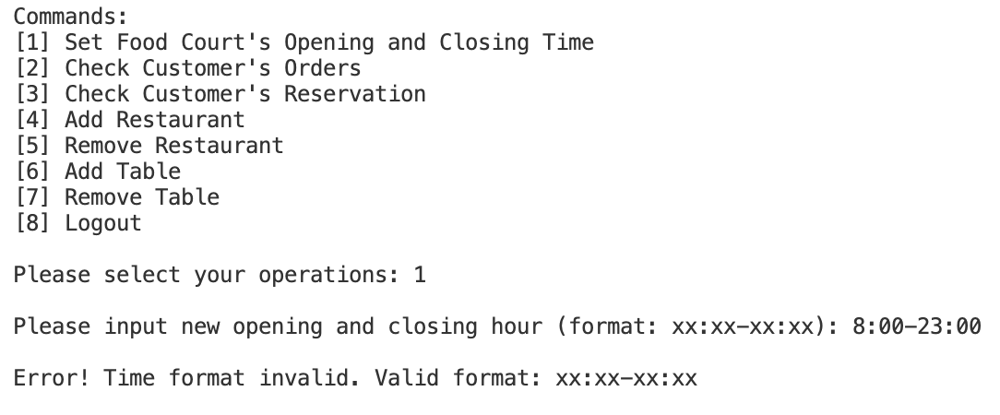 Commands:
[1] Set Food Court's Opening and Closing Time
[2] Check Customer's Orders
[3] Check Customer's Reservation
[4] Add Restaurant
[5] Remove Restaurant
[6] Add Table
[7] Remove Table
[8] Logout
Please select your operations: 1
Please input new opening and closing hour (format: xx:xx-xx:xx): 8:00-23:00
Error! Time format invalid. Valid format: xx:xx-xx:xx